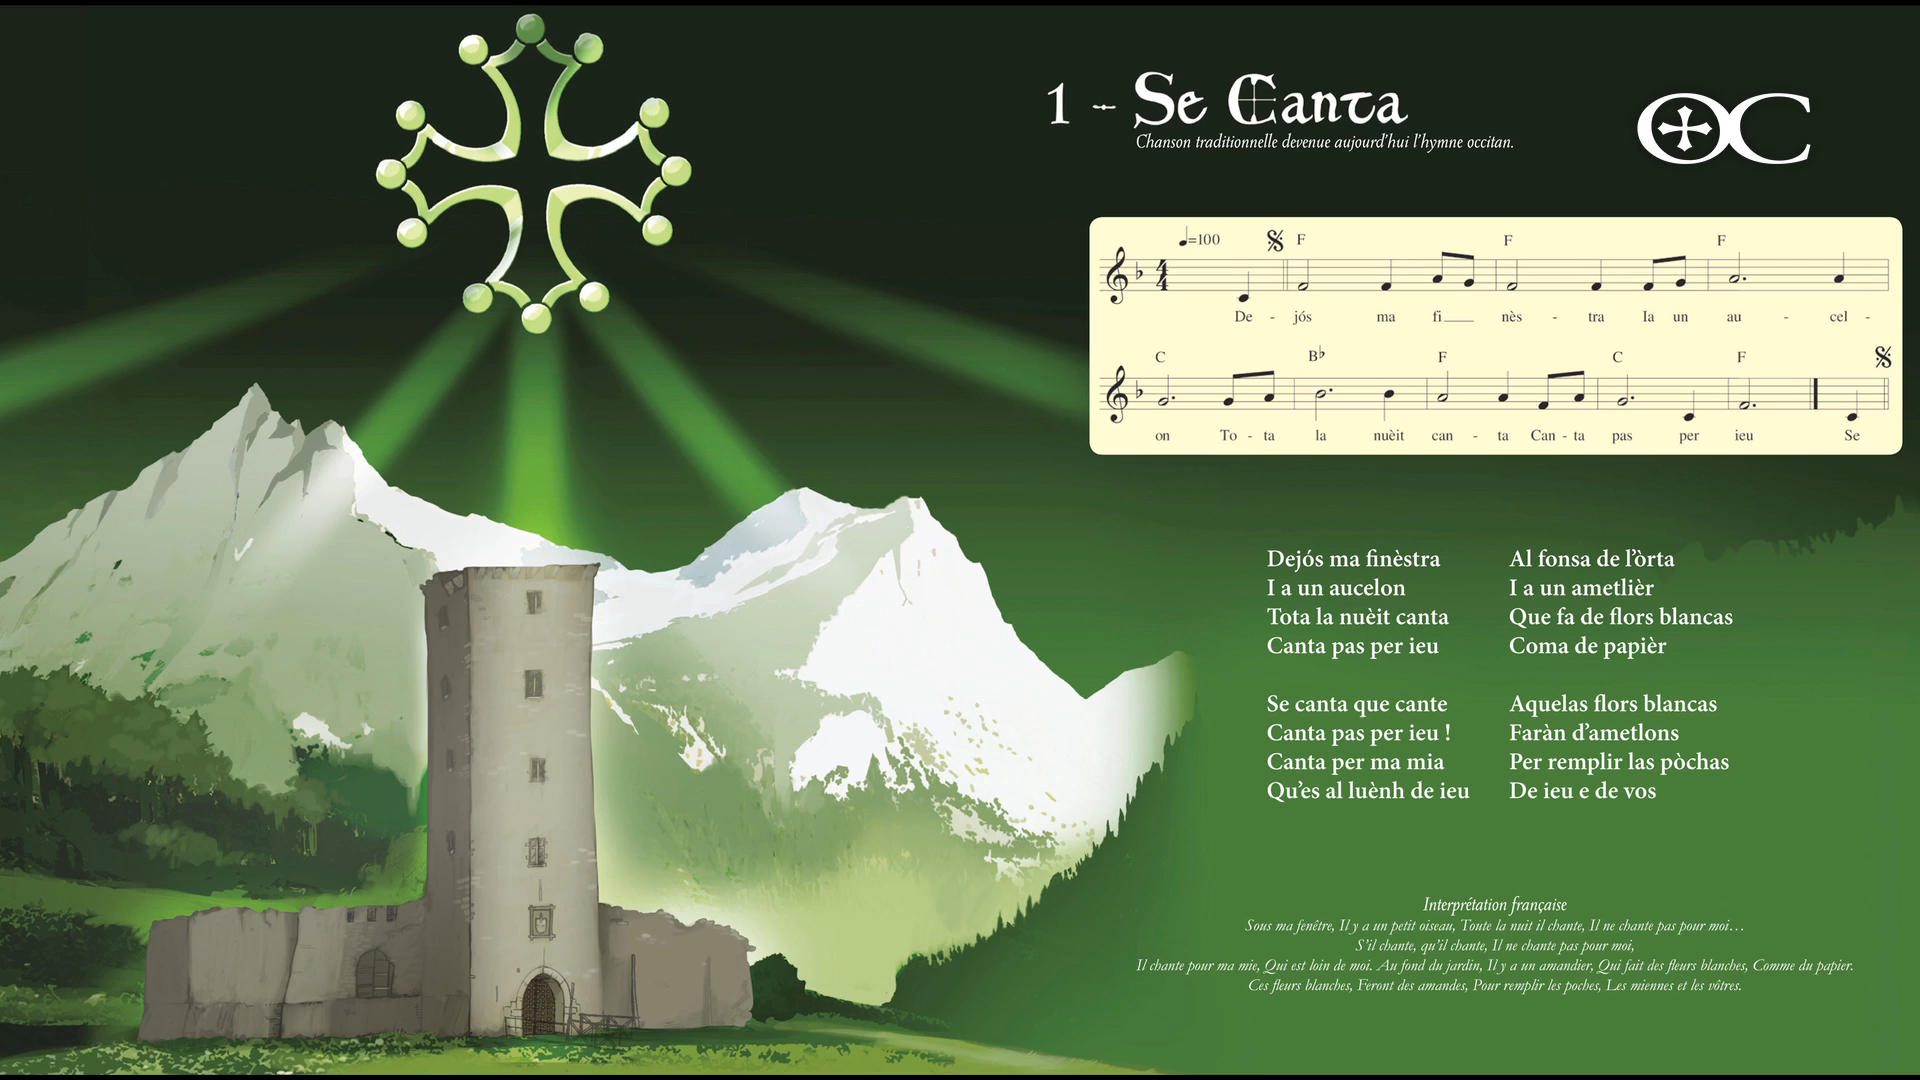 1 - Se Canta
OC
Chanson traditionnelle devenue aujourd'hui l'hymne occitan.
♩=100 F F F
4
4
De - jós ma fi nès - tra Ia un au - cel -
C B♭ F C F
on To - ta la nuèit can - ta Can - ta pas per ieu Se
Dejós ma finèstra
I a un aucelon
Tota la nuèit canta
Canta pas per ieu
Se canta que cante
Canta pas per ieu !
Canta per ma mia
Qu'es al luènh de ieu
Al fonsa de l'òrta
I a un ametlièr
Que fa de flors blancas
Coma de papièr
Aquelas flors blancas
Faràn d'ametlons
Per remplir las pòchas
De ieu e de vos
Interprétation française
Sous ma fenêtre, Il y a un petit oiseau, Toute la nuit il chante, Il ne chante pas pour moi…
S'il chante, qu'il chante, Il ne chante pas pour moi,
Il chante pour ma mie, Qui est loin de moi. Au fond du jardin, Il y a un amandier, Qui fait des fleurs blanches, Comme du papier.
Ces fleurs blanches, Feront des amandes, Pour remplir les poches, Les miennes et les vôtres.